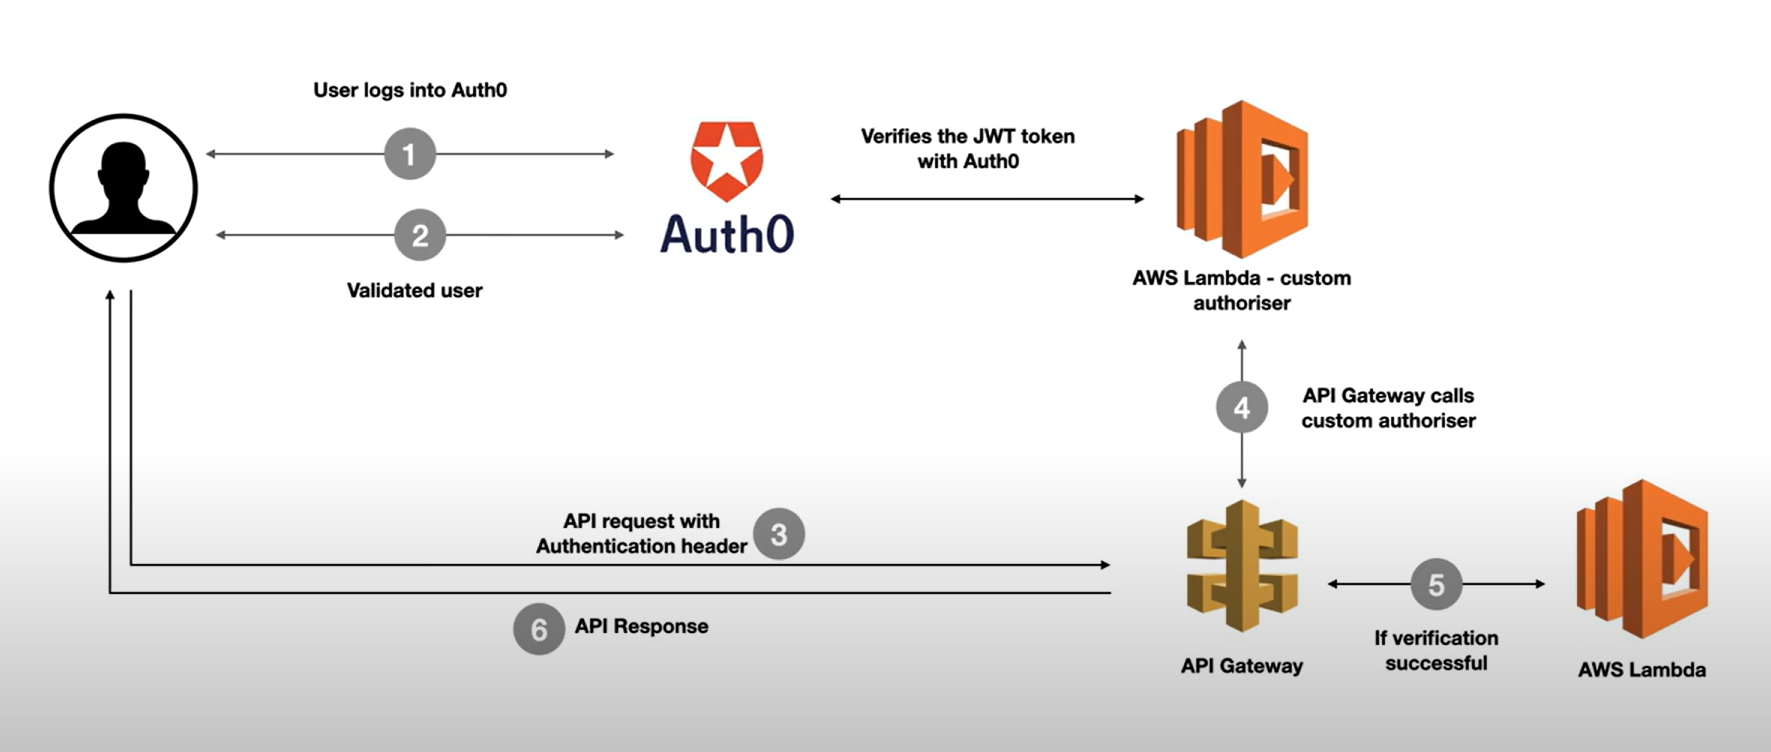 User logs into Auth0
1
Auth0
Verifies the JWT token
with Auth0
2
Validated user
AWS Lambda - custom
authoriser
4
API Gateway calls
custom authoriser
API request with
Authentication header
3
6
API Response
5
If verification
successful
API Gateway
AWS Lambda